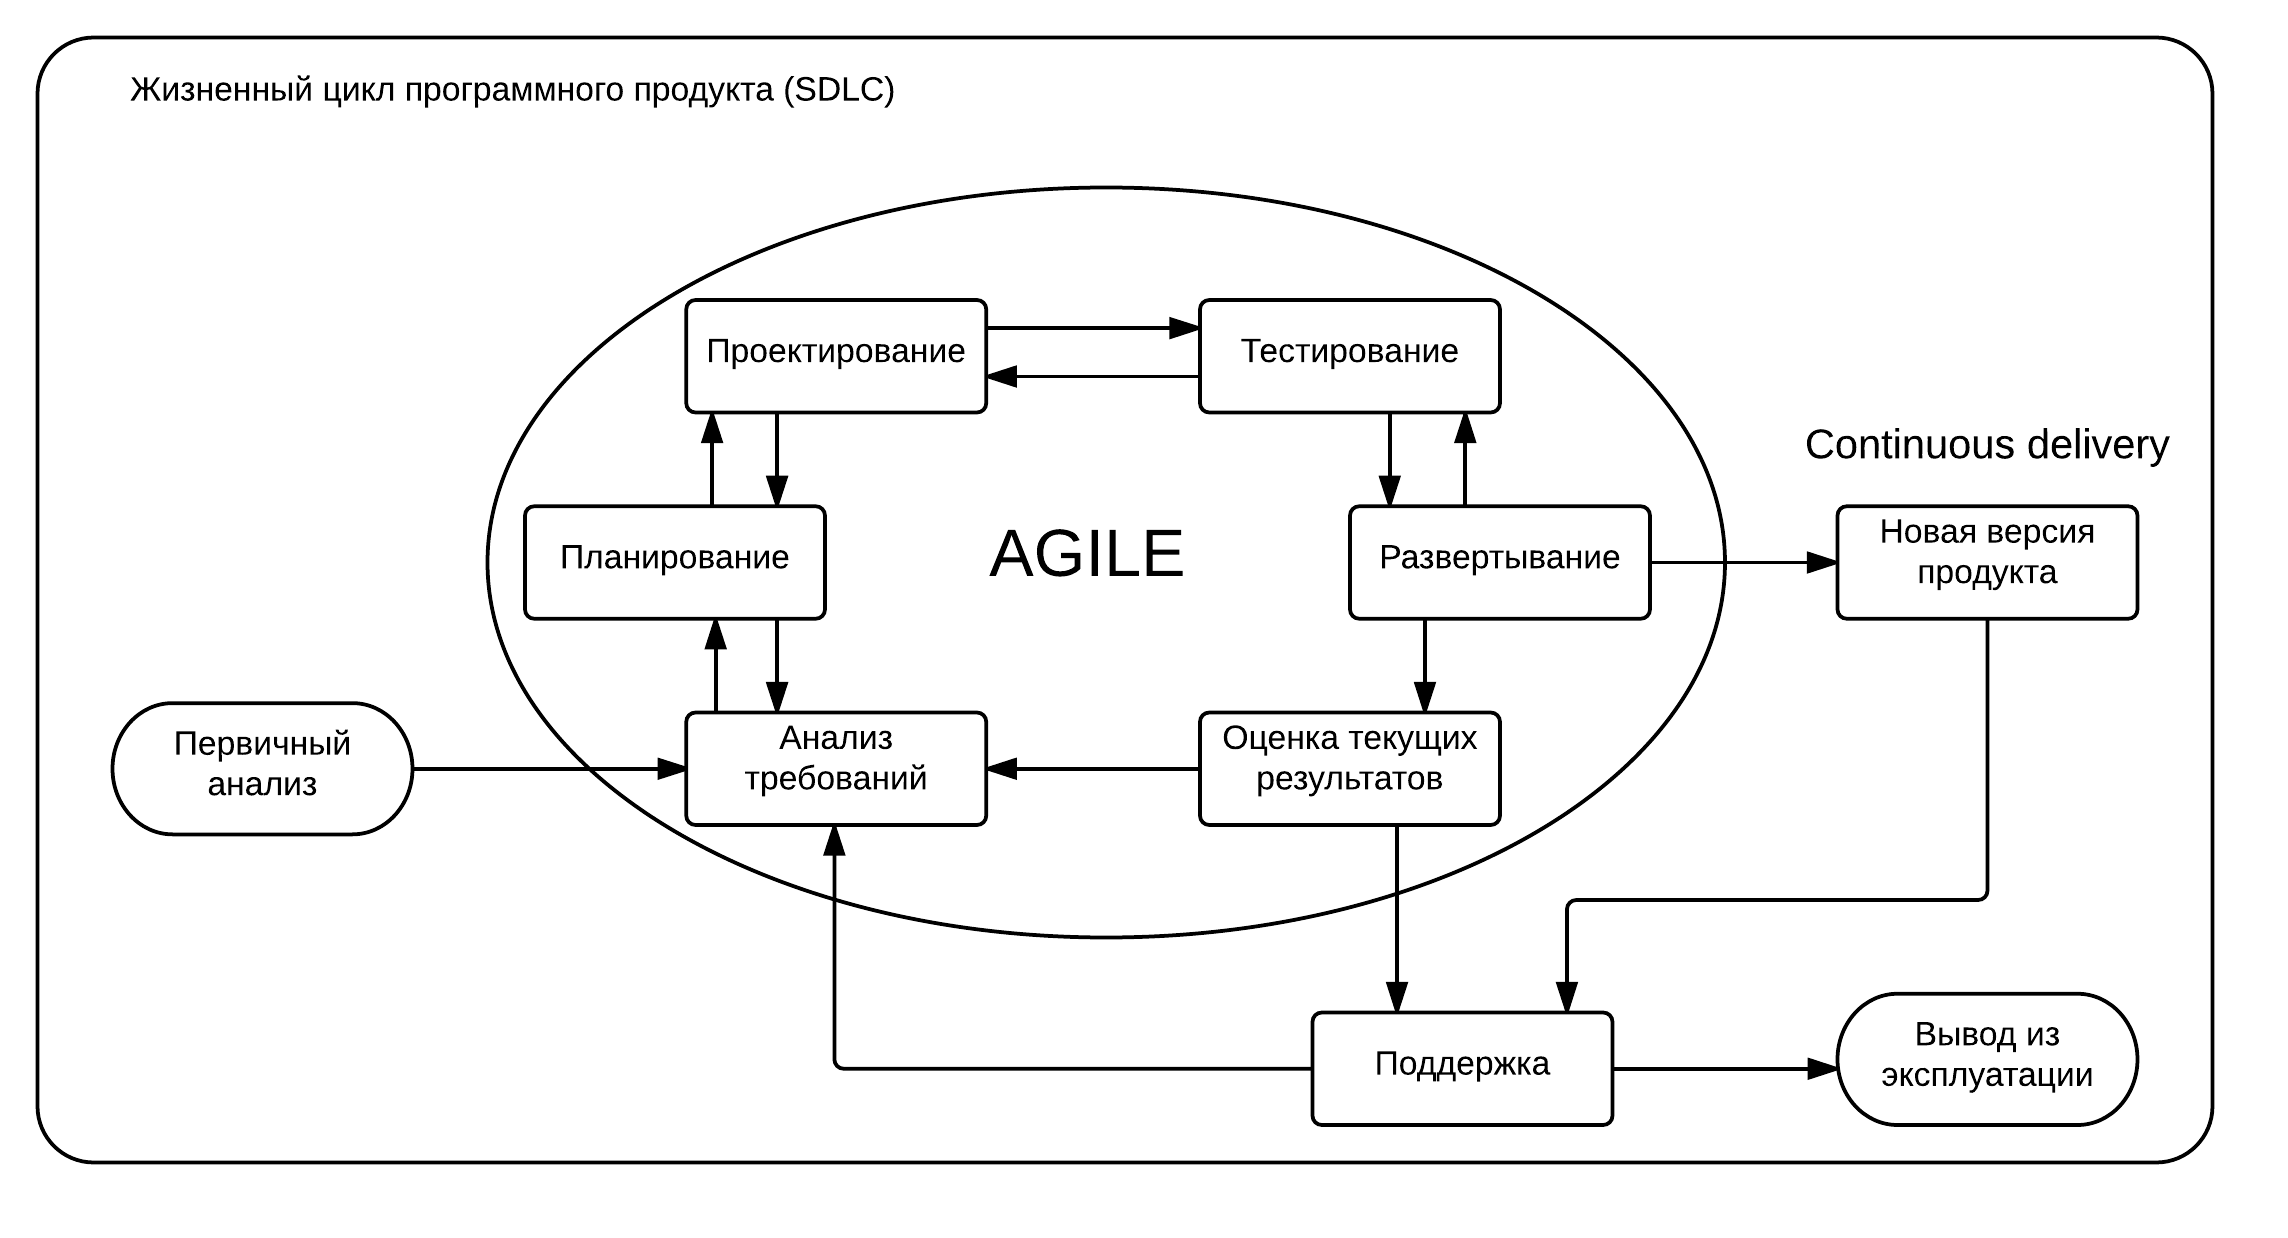 Жизненный цикл программного продукта (SDLC)
Проектирование
Тестирование
Continuous delivery
Планирование
AGILE
Развертывание
Новая версия
продукта
Первичный
анализ
Анализ
требований
Оценка текущих
результатов
Поддержка
Вывод из
эксплуатации